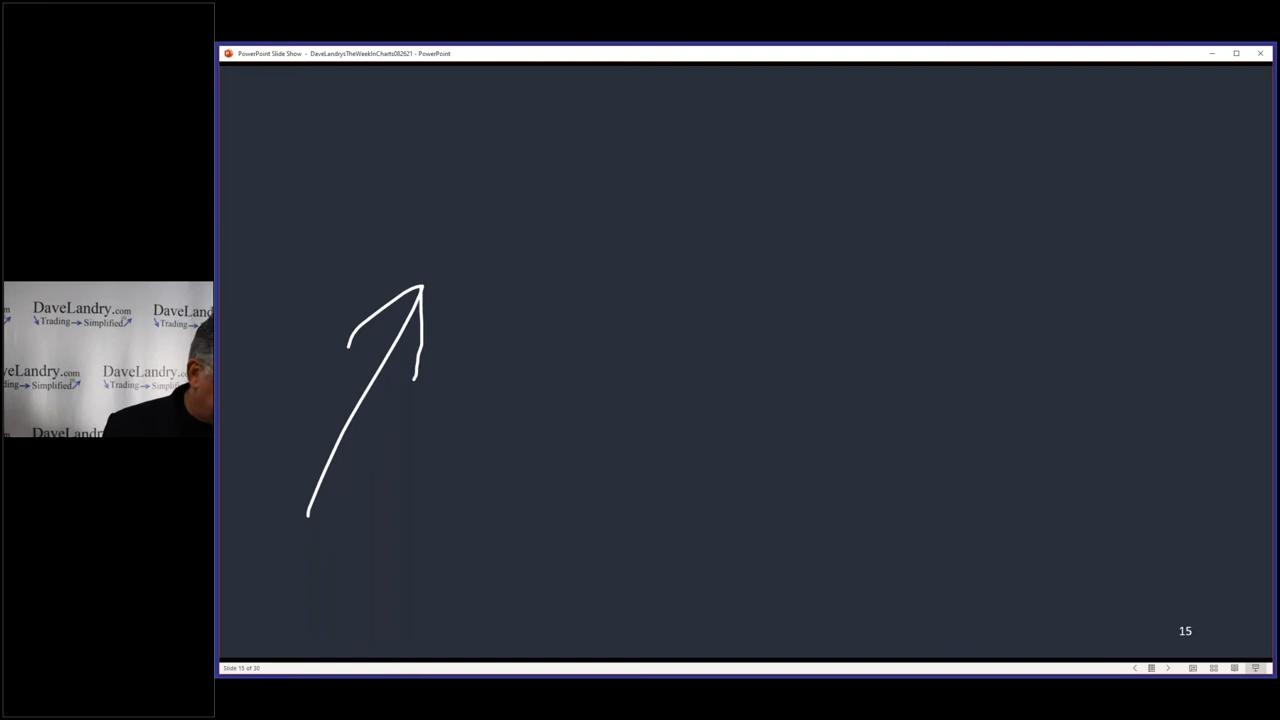 PowerPoint Slide Show - DaveLandrysTheWeekInCharts082621 - PowerPoint
om
DaveLandry.com
DaveLand
Trading Simplified
Trading
veLandry.com
DaveLandry.com
ding Simplified
Trading Simplified
DaveLandr
15
Slide 15 of 30